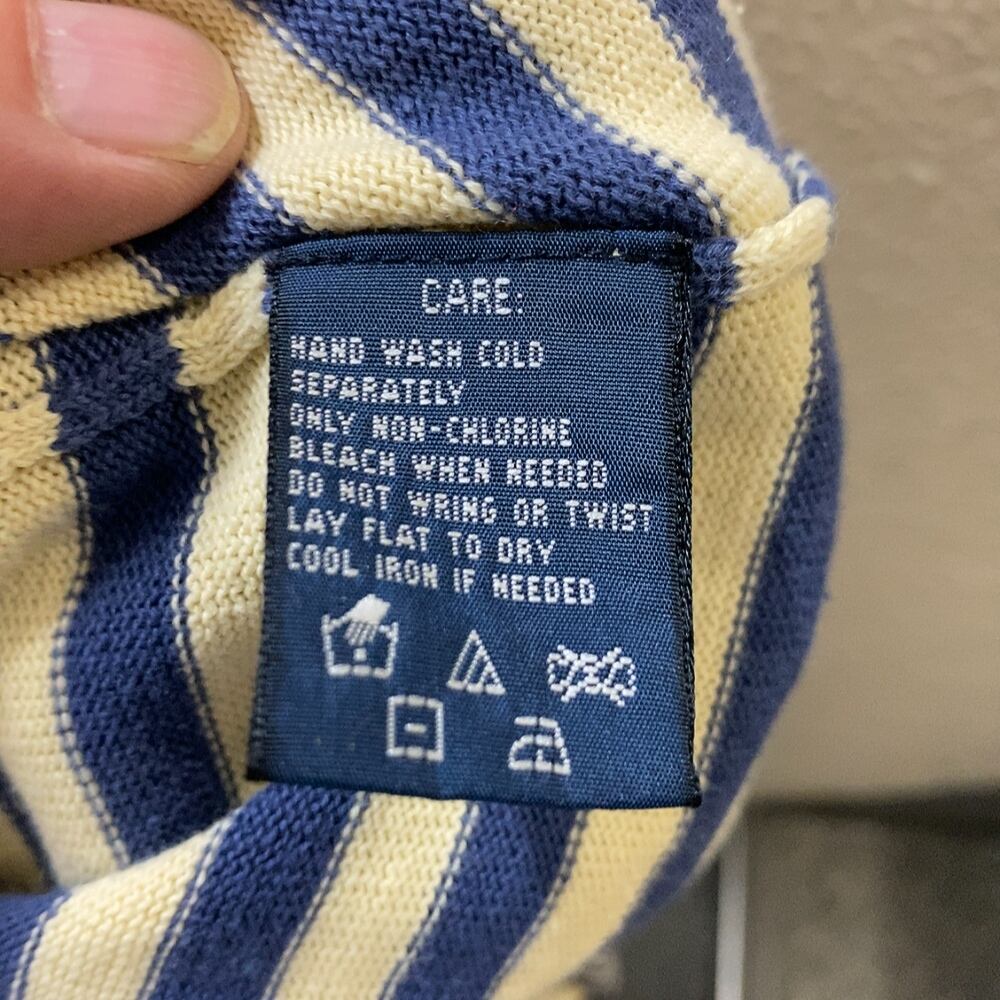 CARE:
HAND WASH COLD
SEPARATELY
ONLY NON-CHLORINE
BLEACH WHEN NEEDED
DO NOT WRING OR TWIST
LAY FLAT TO DRY
COOL IRON IF NEEDED